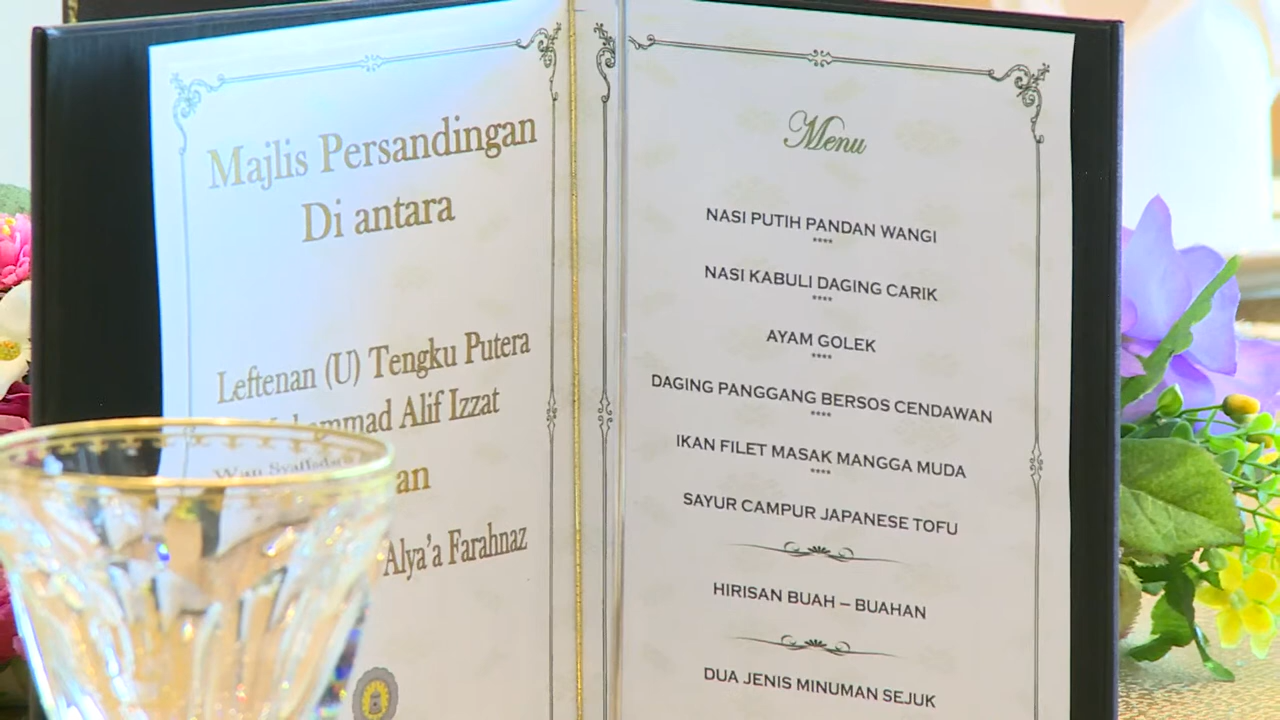 Majlis Persandingan
Di antara
Leftenan (U) Tengku Putera
Alif Izzat
an
Alya'a Farahnaz
Menu
NASI PUTIH PANDAN WANGI
****
NASI KABULI DAGING CARIK
****
AYAM GOLEK
****
DAGING PANGGANG BERSOS CENDAWAN
****
IKAN FILET MASAK MANGGA MUDA
****
SAYUR CAMPUR JAPANESE TOFU
HIRISAN BUAH – BUAHAN
DUA JENIS MINUMAN SEJUK